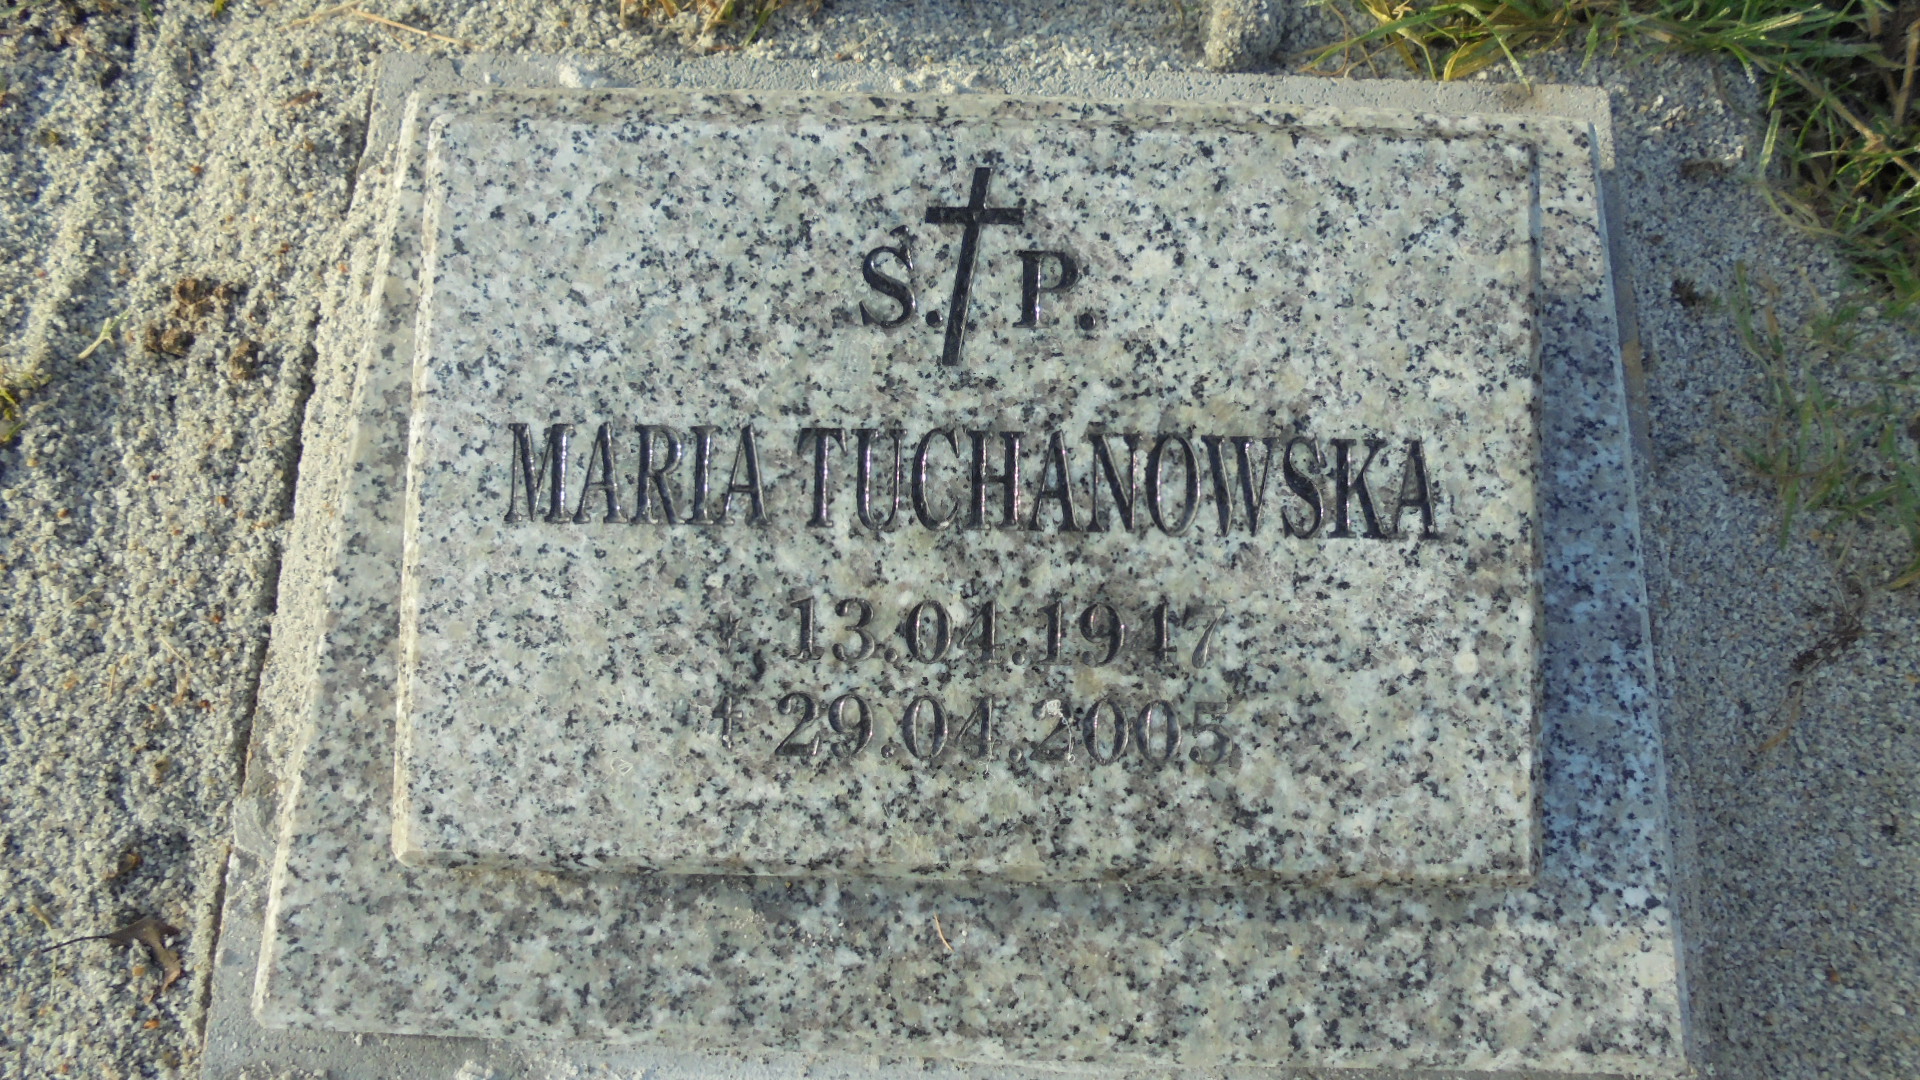 Ś. P.
MARIA TUCHANOWSKA
* 13.04.1947
† 29.04.2005